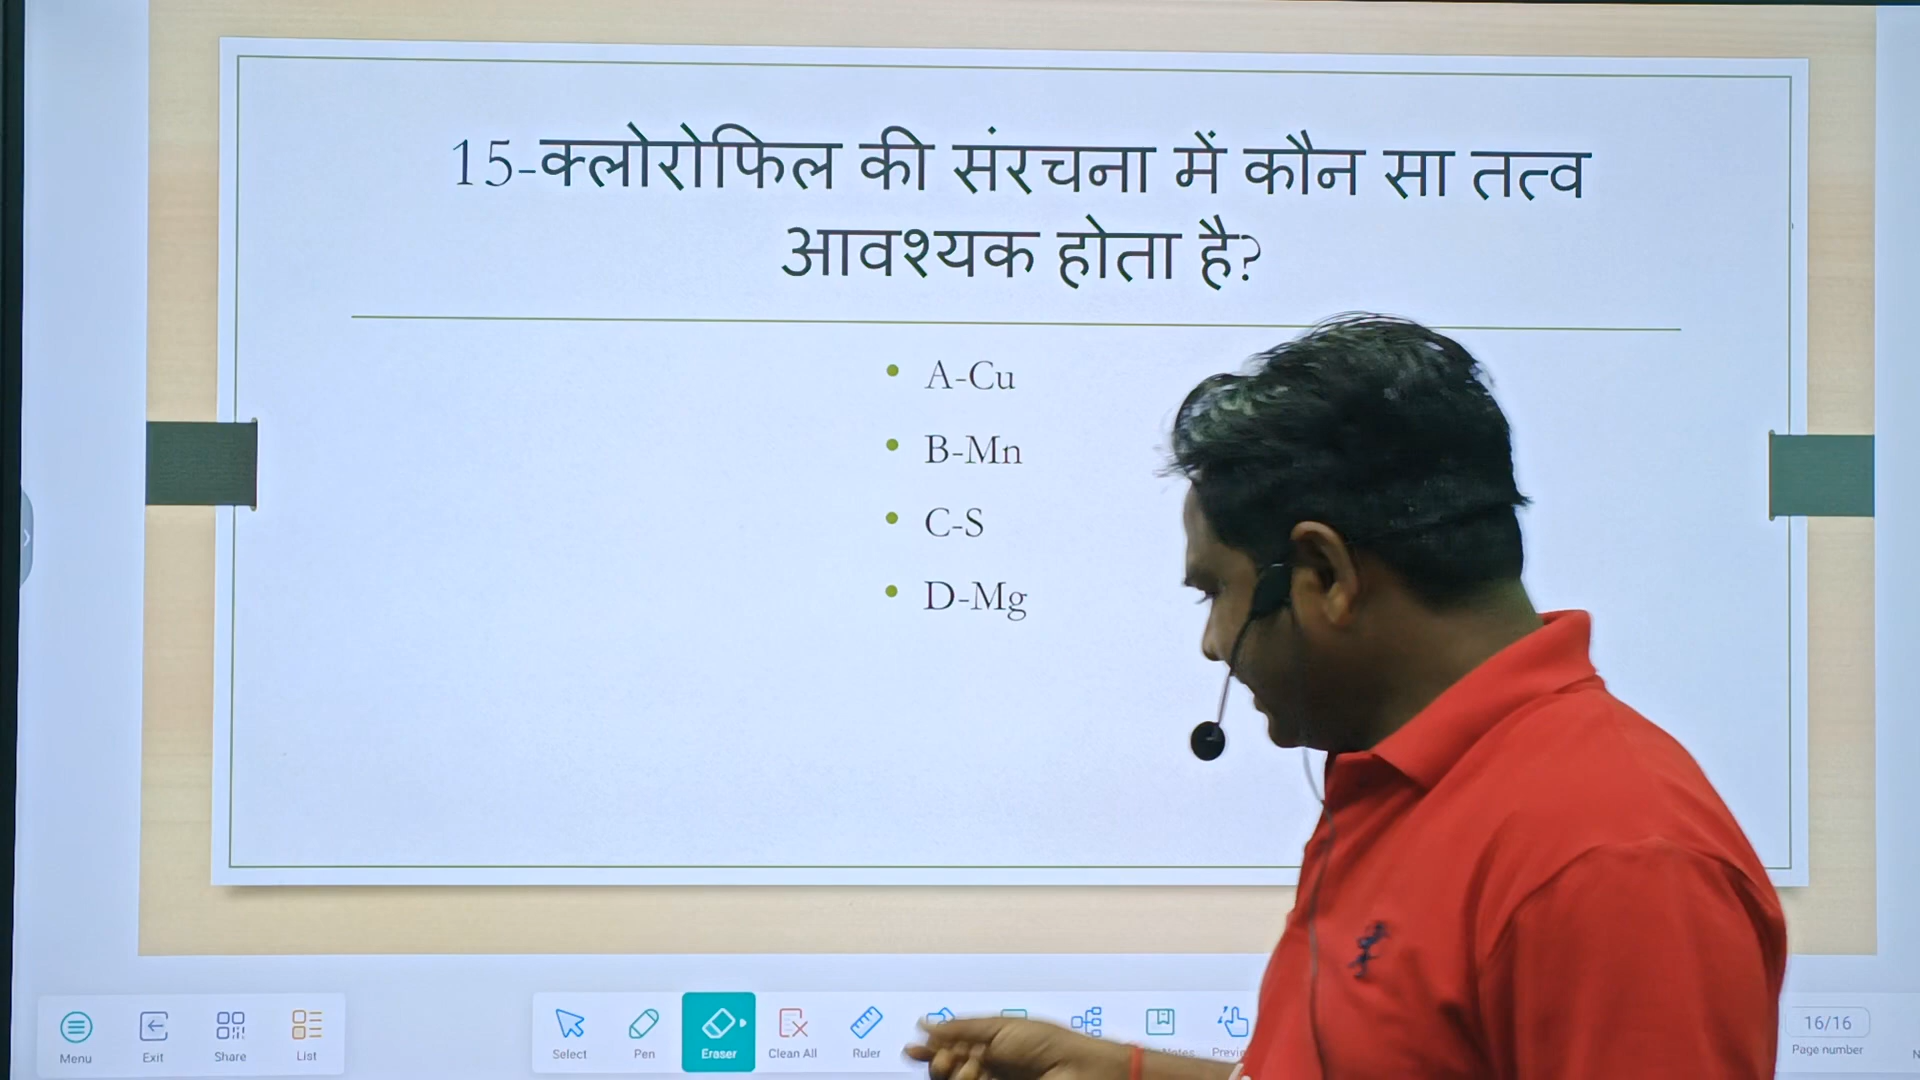 15-क्लोरोफिल की संरचना में कौन सा तत्व
आवश्यक होता है?
A-Cu
B-Mn
C-S
D-Mg
Menu
Exit
Share
List
Select
Pen
Eraser
Clean All
Ruler
16/16
Page number